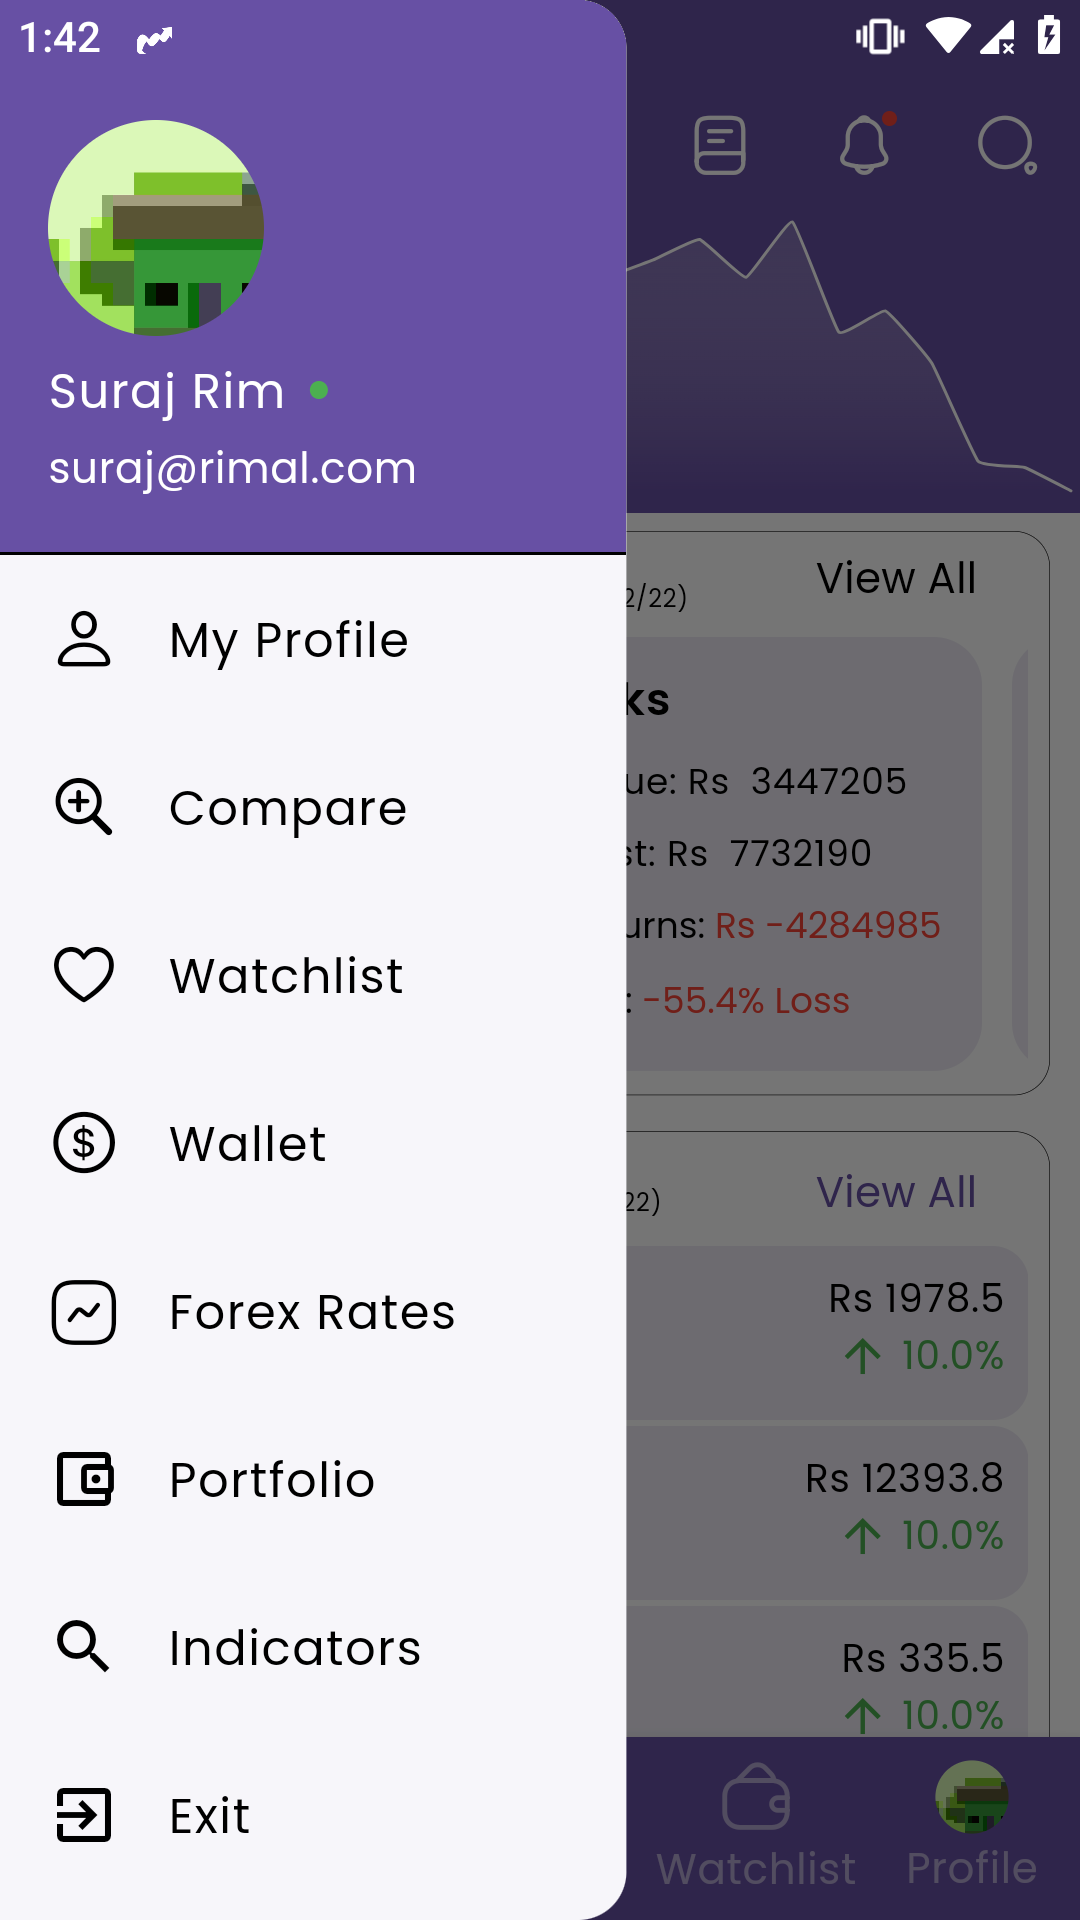 1:42
Suraj Rim
suraj@rimal.com
My Profile
Compare
Watchlist
Wallet
Forex Rates
Portfolio
Indicators
Exit
2/22)
View All
ks
ue: Rs 3447205
st: Rs 7732190
urns: Rs -4284985
: -55.4% Loss
22)
View All
Rs 1978.5
10.0%
Rs 12393.8
10.0%
Rs 335.5
10.0%
Watchlist
Profile